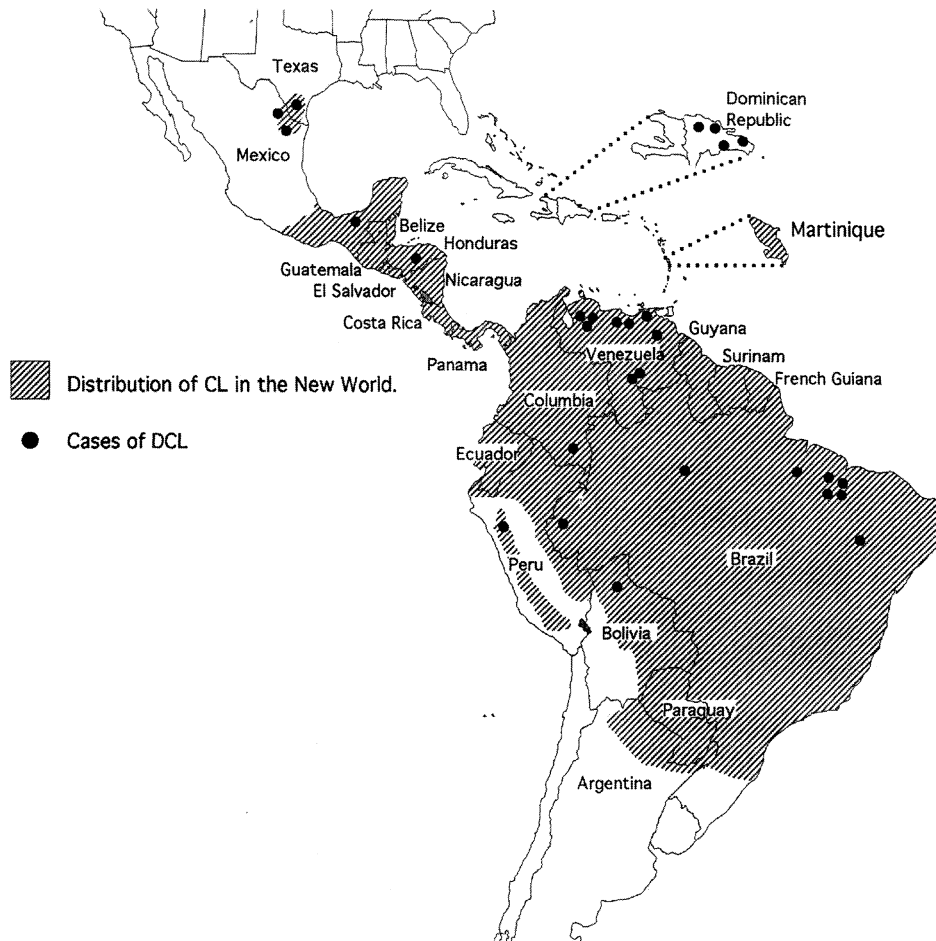 Texas
Mexico
Dominican
Republic
Martinique
Belize
Honduras
Guatemala
El Salvador
Nicaragua
Costa Rica
Panama
Guyana
Venezuela
Surinam
French Guiana
Columbia
Ecuador
Brazil
Peru
Bolivia
Paraguay
Argentina
Distribution of CL in the New World.
Cases of DCL